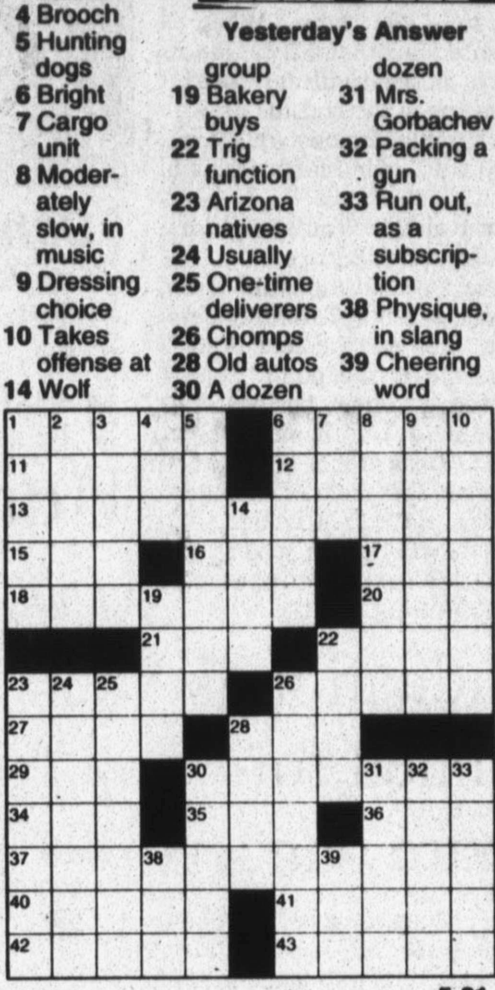 4 Brooch
5 Hunting
dogs
6 Bright
7 Cargo
unit
8 Moder-
ately
slow, in
music
9 Dressing
choice
10 Takes
offense at
14 Wolf
Yesterday's Answer
group
19 Bakery
buys
22 Trig
function
23 Arizona
natives
24 Usually
25 One-time
deliverers
26 Chomps
28 Old autos
30 A dozen
dozen
31 Mrs.
Gorbachev
32 Packing a
gun
33 Run out,
as a
subscrip-
tion
38 Physique,
in slang
39 Cheering
word
1 2 3 4 5 6 7 8 9 10
11 12
13 14
15 16 17
18 19 20
21 22
23 24 25 26
27 28
29 30 31 32 33
34 35 36
37 38 39
40 41
42 43